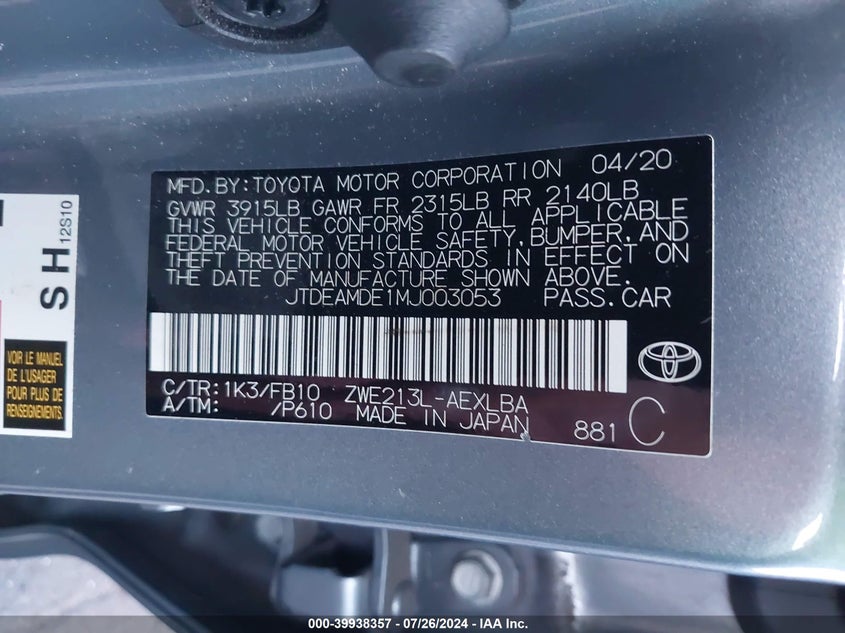 MFD. BY: TOYOTA MOTOR CORPORATION 04/20
GVWR 3915LB GAWR FR 2315LB RR 2140LB
THIS VEHICLE CONFORMS TO ALL APPLICABLE
FEDERAL MOTOR VEHICLE SAFETY, BUMPER, AND
THEFT PREVENTION STANDARDS IN EFFECT ON
THE DATE OF MANUFACTURE SHOWN ABOVE.
JTDEAMDE1MJ003053 PASS.CAR
C/TR: 1K3/FB10 ZWE213L-AEXLBA
A/TM: /P610 MADE IN JAPAN 881 C
SH
12S10
VOIR LE MANUEL
DE L'USAGER
POUR PLUS DE
RENSEIGNEMENTS
000-39938357 - 07/26/2024 - IAA Inc.